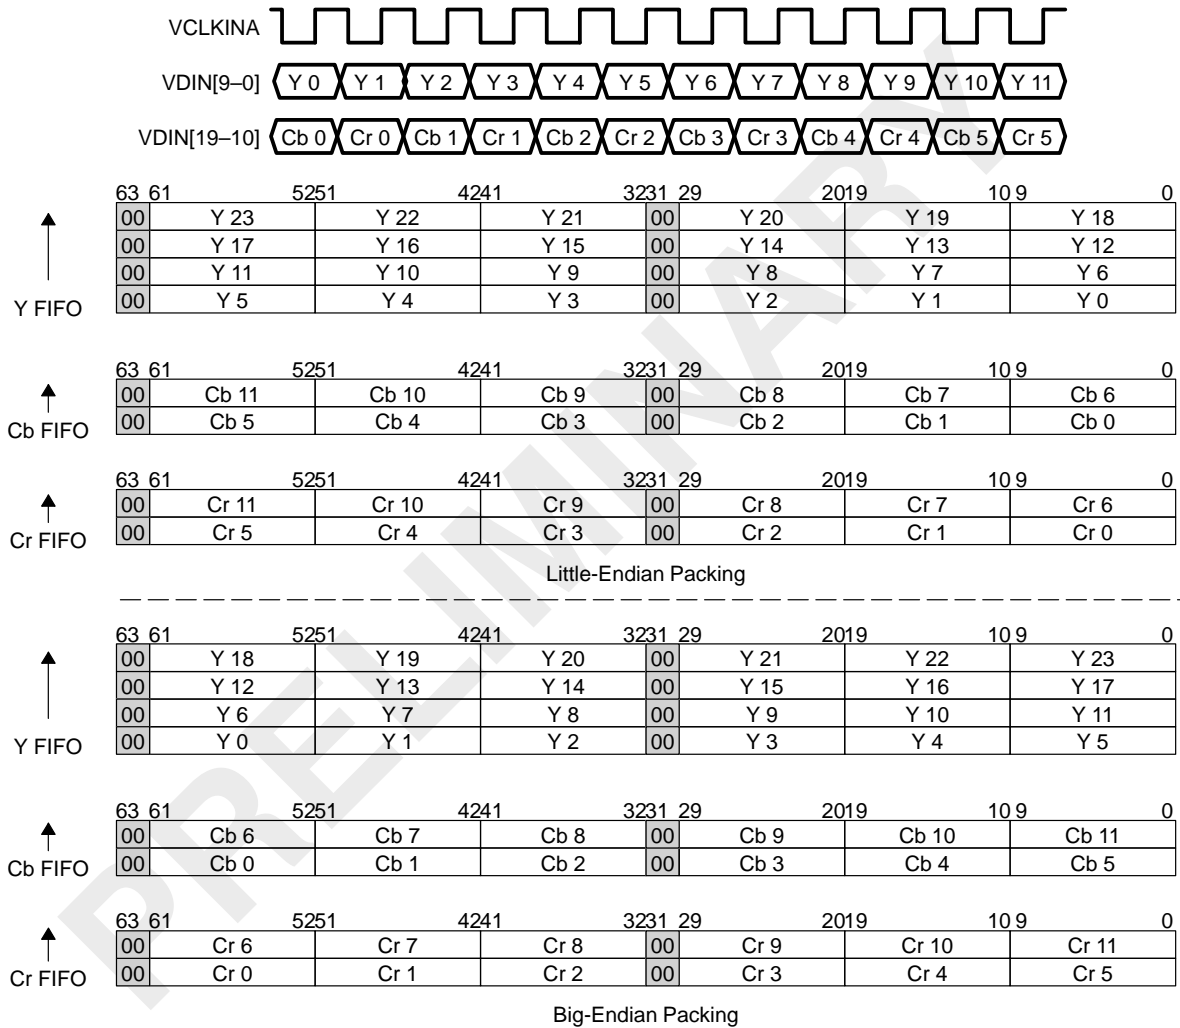 VCLKINA
VDIN[9–0] Y 0 Y 1 Y 2 Y 3 Y 4 Y 5 Y 6 Y 7 Y 8 Y 9 Y 10 Y 11
VDIN[19–10] Cb 0 Cr 0 Cb 1 Cr 1 Cb 2 Cr 2 Cb 3 Cr 3 Cb 4 Cr 4 Cb 5 Cr 5
63 61 5251 4241 3231 29 2019 10 9 0
00 Y 23 Y 22 Y 21 00 Y 20 Y 19 Y 18
00 Y 17 Y 16 Y 15 00 Y 14 Y 13 Y 12
00 Y 11 Y 10 Y 9 00 Y 8 Y 7 Y 6
Y FIFO 00 Y 5 Y 4 Y 3 00 Y 2 Y 1 Y 0
63 61 5251 4241 3231 29 2019 10 9 0
00 Cb 11 Cb 10 Cb 9 00 Cb 8 Cb 7 Cb 6
Cb FIFO 00 Cb 5 Cb 4 Cb 3 00 Cb 2 Cb 1 Cb 0
63 61 5251 4241 3231 29 2019 10 9 0
00 Cr 11 Cr 10 Cr 9 00 Cr 8 Cr 7 Cr 6
Cr FIFO 00 Cr 5 Cr 4 Cr 3 00 Cr 2 Cr 1 Cr 0
Little-Endian Packing
63 61 5251 4241 3231 29 2019 10 9 0
00 Y 18 Y 19 Y 20 00 Y 21 Y 22 Y 23
00 Y 12 Y 13 Y 14 00 Y 15 Y 16 Y 17
00 Y 6 Y 7 Y 8 00 Y 9 Y 10 Y 11
Y FIFO 00 Y 0 Y 1 Y 2 00 Y 3 Y 4 Y 5
63 61 5251 4241 3231 29 2019 10 9 0
00 Cb 6 Cb 7 Cb 8 00 Cb 9 Cb 10 Cb 11
Cb FIFO 00 Cb 0 Cb 1 Cb 2 00 Cb 3 Cb 4 Cb 5
63 61 5251 4241 3231 29 2019 10 9 0
00 Cr 6 Cr 7 Cr 8 00 Cr 9 Cr 10 Cr 11
Cr FIFO 00 Cr 0 Cr 1 Cr 2 00 Cr 3 Cr 4 Cr 5
Big-Endian Packing
PRELIMINARY